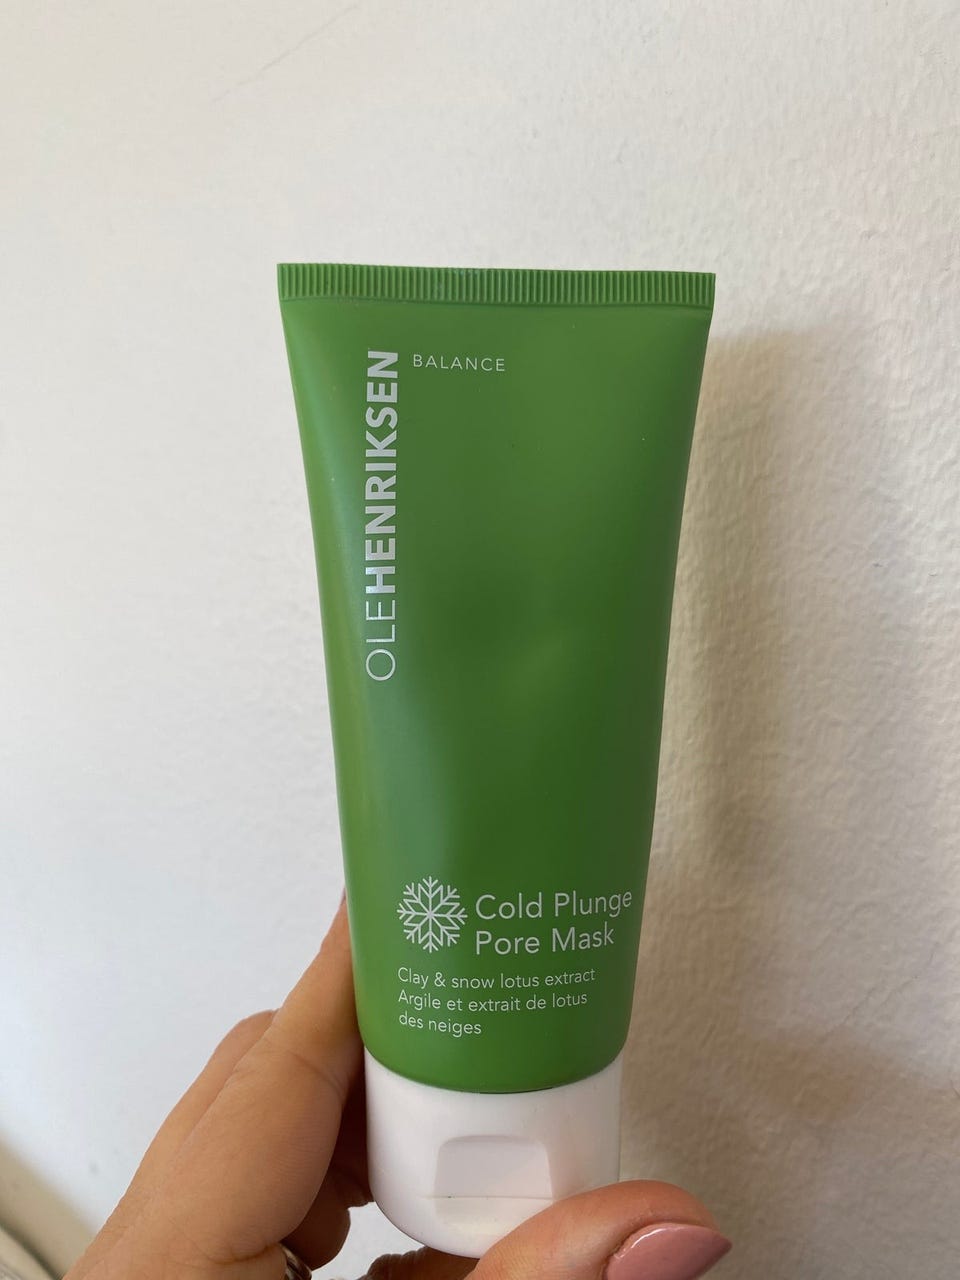 OLEHENRIKSEN
BALANCE
Cold Plunge
Pore Mask
Clay & snow lotus extract
Argile et extrait de lotus
des neiges